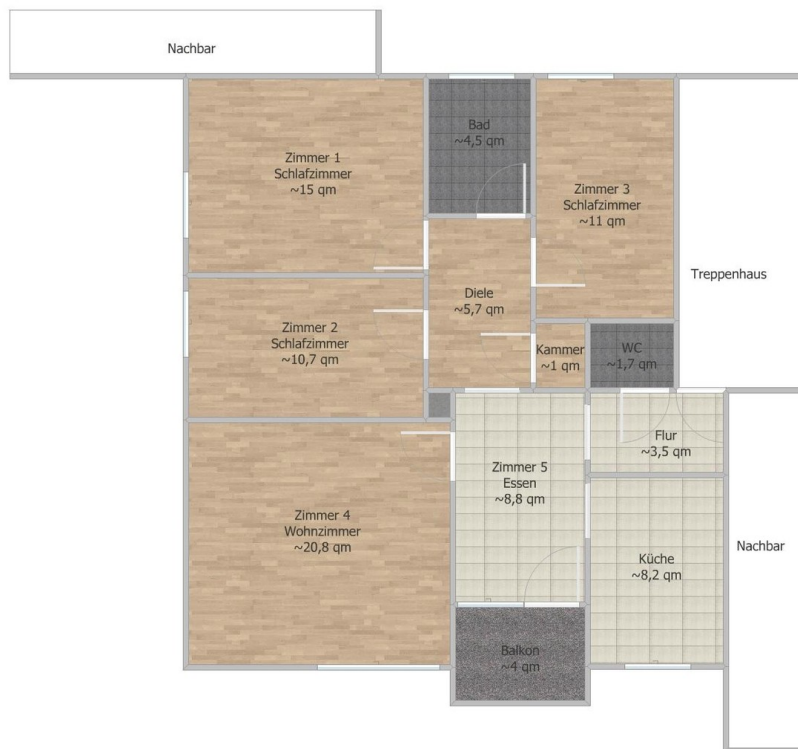 Nachbar
Zimmer 1
Schlafzimmer
~15 qm
Bad
~4,5 qm
Zimmer 3
Schlafzimmer
~11 qm
Treppenhaus
Diele
~5,7 qm
Zimmer 2
Schlafzimmer
~10,7 qm
Kammer
~1 qm
WC
~1,7 qm
Flur
~3,5 qm
Zimmer 5
Essen
~8,8 qm
Zimmer 4
Wohnzimmer
~20,8 qm
Küche
~8,2 qm
Nachbar
Balkon
~4 qm